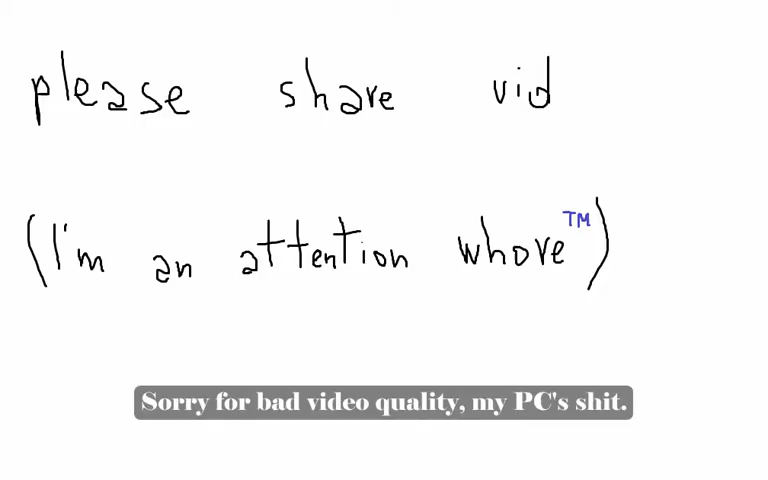 please share vid
(I'm an attention whore™)
Sorry for bad video quality, my PC's shit.